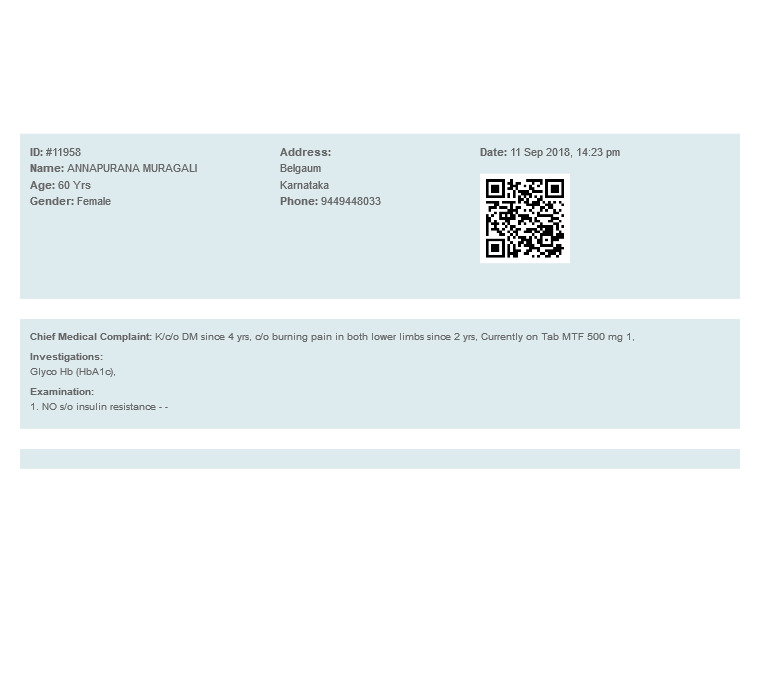 ID: #11958
Name: ANNAPURANA MURAGALI
Age: 60 Yrs
Gender: Female
Address:
Belgaum
Karnataka
Phone: 9449448033
Date: 11 Sep 2018, 14:23 pm
Chief Medical Complaint: K/c/o DM since 4 yrs, c/o burning pain in both lower limbs since 2 yrs, Currently on Tab MTF 500 mg 1,
Investigations:
Glyco Hb (HbA1c),
Examination:
1. NO s/o insulin resistance - -